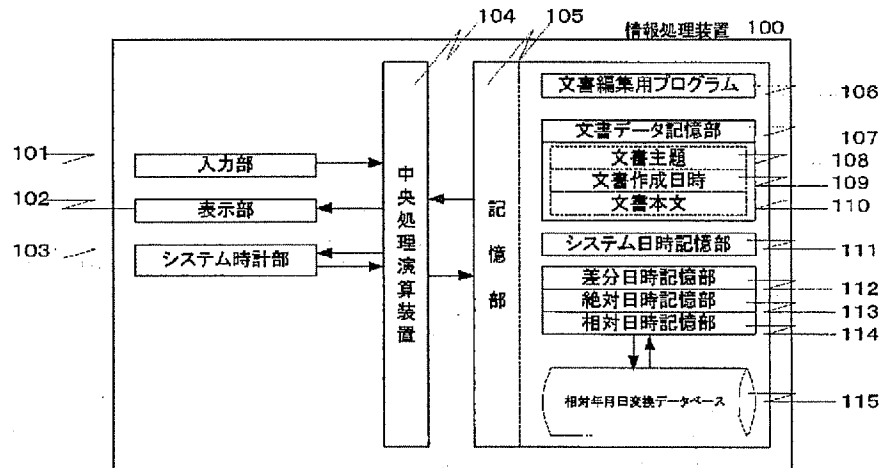 104
105
情報処理装置 100
文書編集用プログラム
106
文書データ記憶部
107
文書主題
108
文書作成日時
109
文書本文
110
101
入力部
102
表示部
103
システム時計部
中央処理演算装置
記憶部
システム日時記憶部
111
差分日時記憶部
112
絶対日時記憶部
113
相対日時記憶部
114
相対年月日変換データベース
115